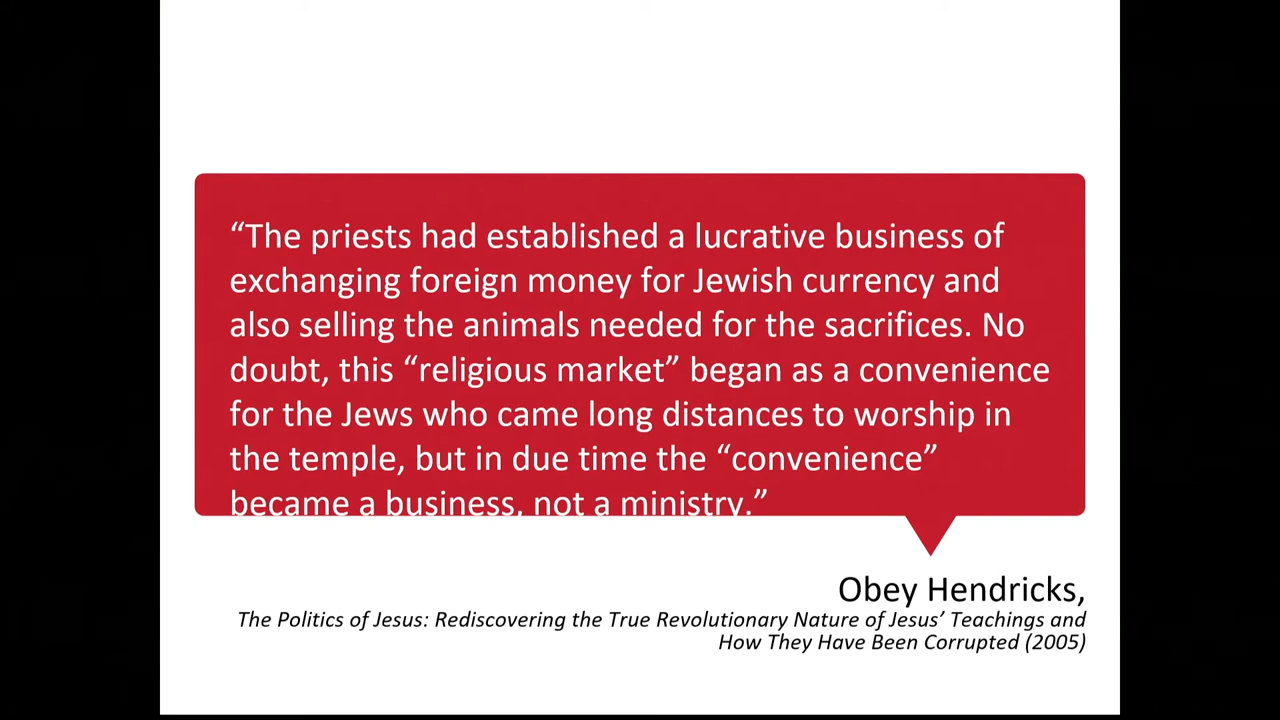 “The priests had established a lucrative business of
exchanging foreign money for Jewish currency and
also selling the animals needed for the sacrifices. No
doubt, this “religious market” began as a convenience
for the Jews who came long distances to worship in
the temple, but in due time the “convenience”
became a business, not a ministry.”
Obey Hendricks,
The Politics of Jesus: Rediscovering the True Revolutionary Nature of Jesus’ Teachings and
How They Have Been Corrupted (2005)